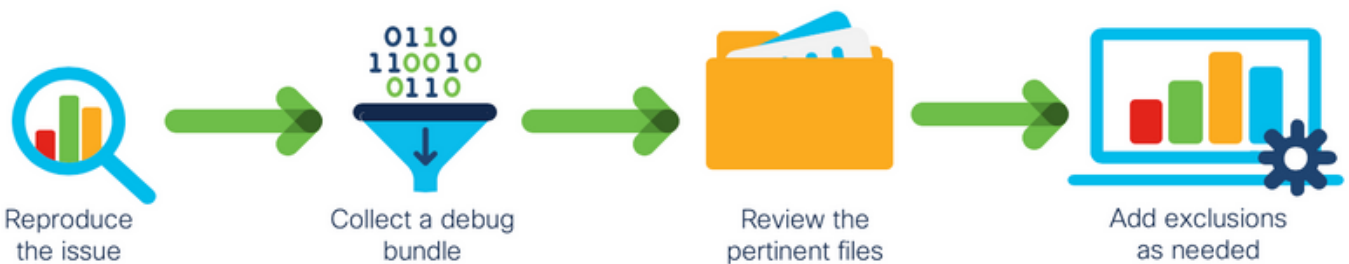 0110
110010
0110
Reproduce
the issue
Collect a debug
bundle
Review the
pertinent files
Add exclusions
as needed